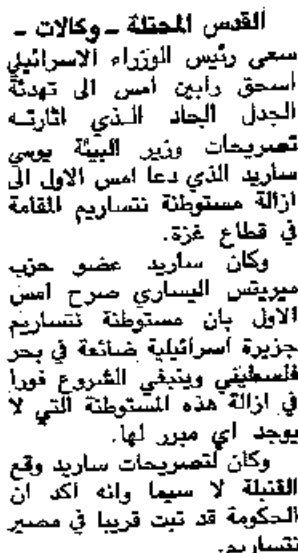 القدس المحتلة - وكالات -
سعى رئيس الوزراء الاسرائيلي
اسحق رابين امس الى تهدئة
الجدل الحاد الذي اثارته
تصريحات وزير البيئة يوسي
ساريد الذي دعا امس الاول الى
ازالة مستوطنة نتساريم المقامة
في قطاع غزة.
وكان ساريد عضو حزب
ميريتس اليساري صرح امس
الاول بان مستوطنة نتساريم
جزيرة اسرائيلية ضائعة في بحر
فلسطيني وينبغي الشروع فورا
في ازالة هذه المستوطنة التي لا
يوجد اي مبرر لها.
وكان لتصريحات ساريد وقع
القنبلة لا سيما وانه اكد ان
الحكومة قد تبت قريبا في مصير
نتساريم.